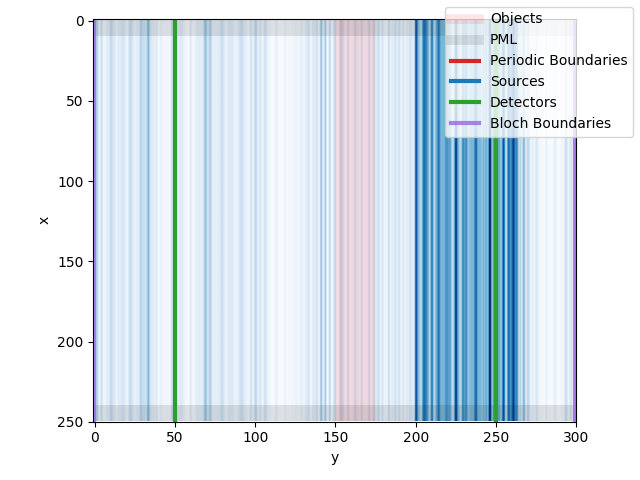 Objects
PML
Periodic Boundaries
Sources
Detectors
Bloch Boundaries
0
50
100
150
200
250
x
0
50
100
150
200
250
300
y